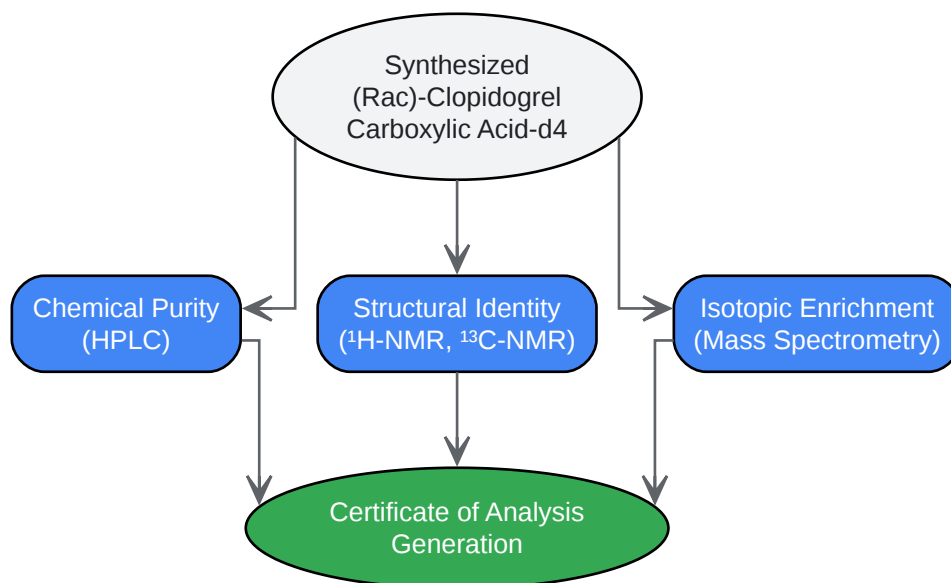 Synthesized
(Rac)-Clopidogrel
Carboxylic Acid-d4
Chemical Purity
(HPLC)
Structural Identity
(¹H-NMR, ¹³C-NMR)
Isotopic Enrichment
(Mass Spectrometry)
Certificate of Analysis
Generation